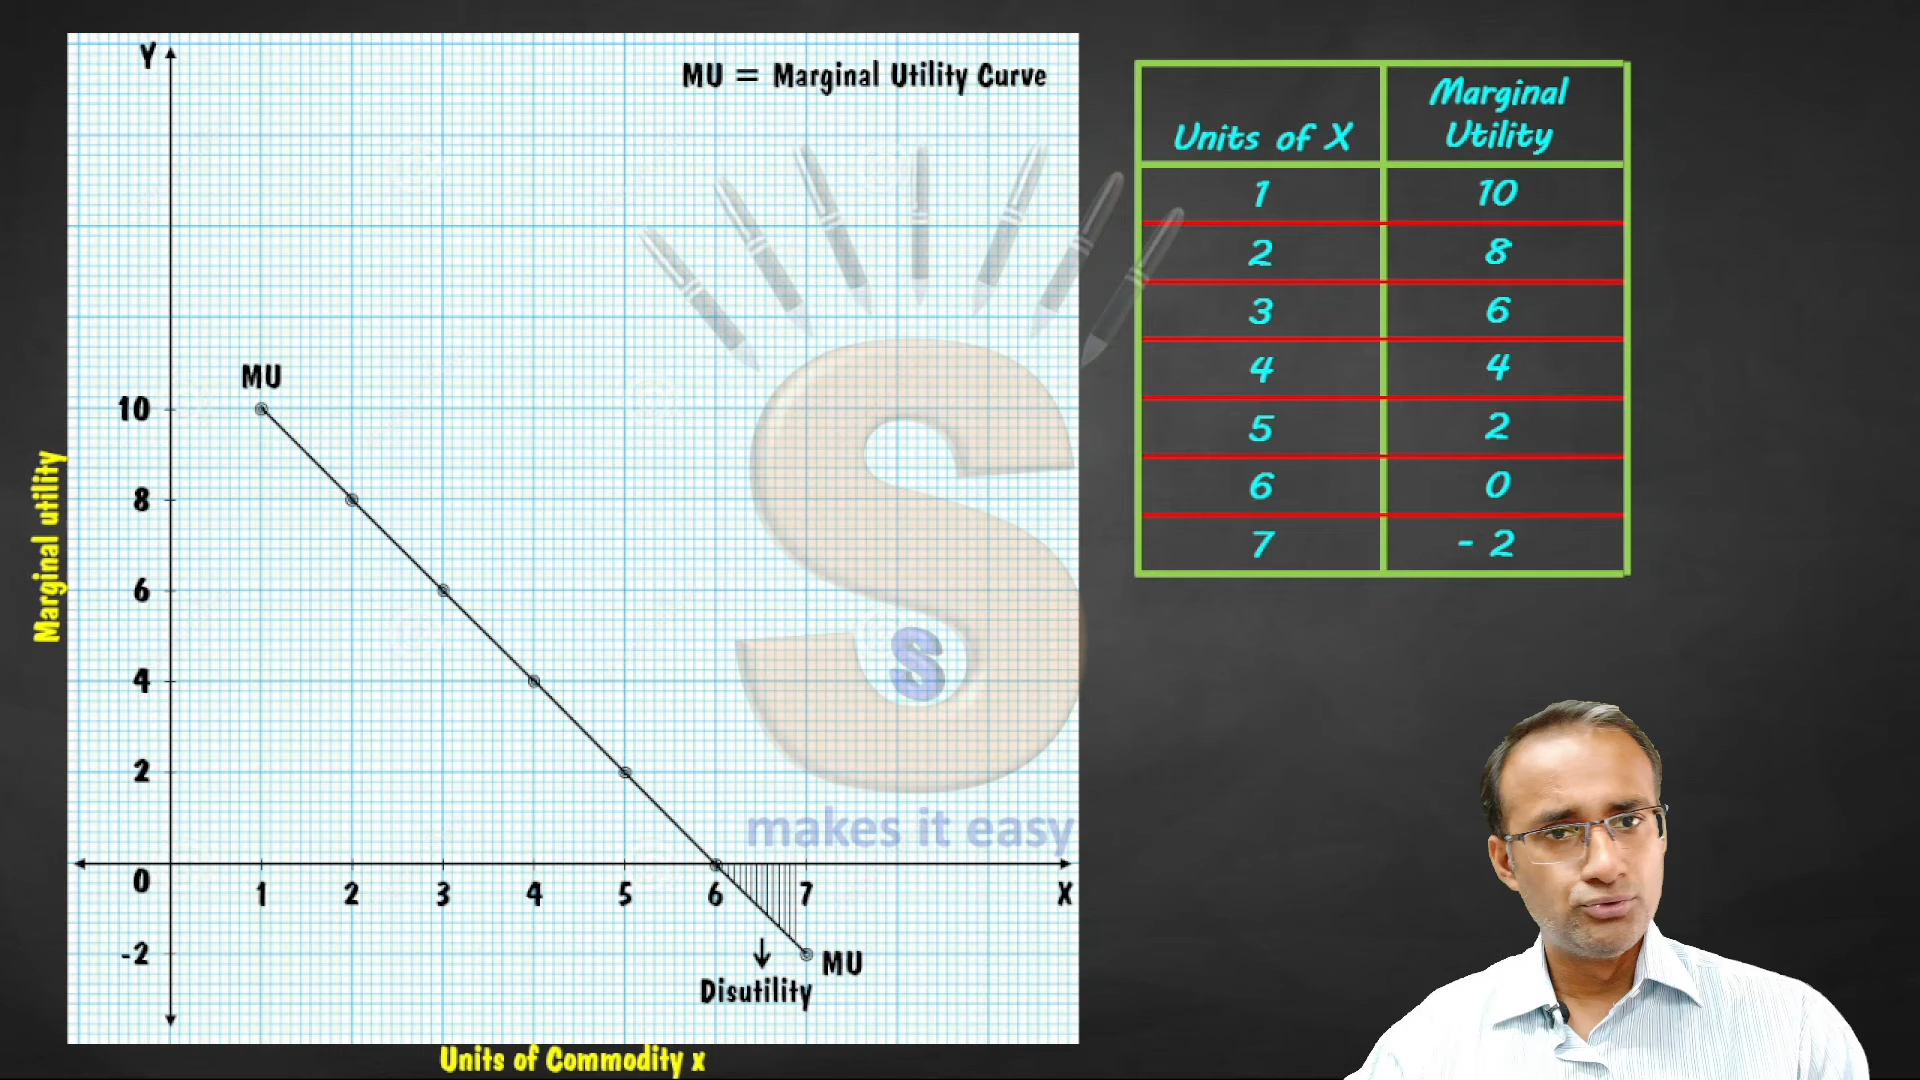 Y
MU = Marginal Utility Curve
MU
10
8
6
4
2
0
-2
1 2 3 4 5 6 7 X
MU
Disutility
Marginal utility
Units of Commodity x
S
makes it easy
Units of X Marginal Utility
1 10
2 8
3 6
4 4
5 2
6 0
7 - 2